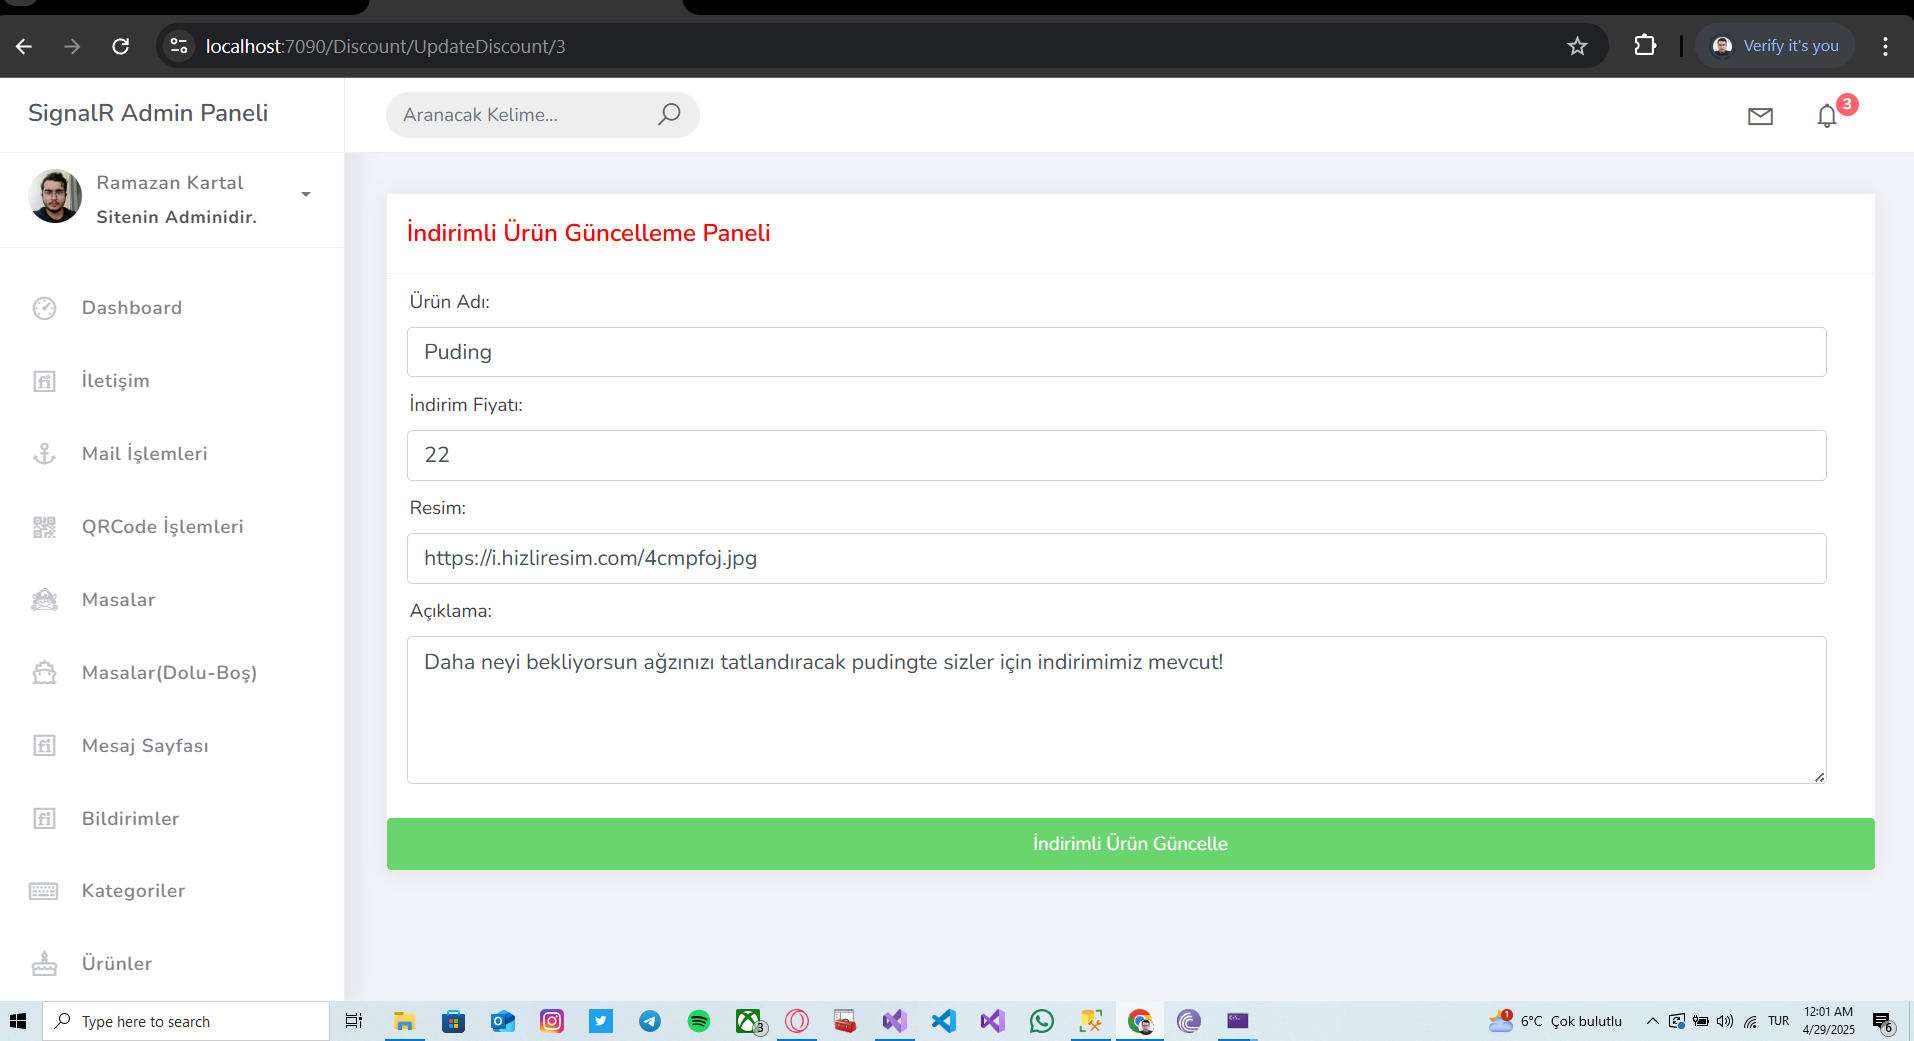 localhost:7090/Discount/UpdateDiscount/3
Verify it's you
SignalR Admin Paneli
Aranacak Kelime...
3
Ramazan Kartal
Sitenin Adminidir.
Dashboard
İletişim
Mail İşlemleri
QRCode İşlemleri
Masalar
Masalar(Dolu-Boş)
Mesaj Sayfası
Bildirimler
Kategoriler
Ürünler
İndirimli Ürün Güncelleme Paneli
Ürün Adı:
Puding
İndirim Fiyatı:
22
Resim:
https://i.hizliresim.com/4cmpfoj.jpg
Açıklama:
Daha neyi bekliyorsun ağzınızı tatlandıracak pudingte sizler için indirimimiz mevcut!
İndirimli Ürün Güncelle
Type here to search
3
1
6°C Çok bulutlu
TUR
12:01 AM
4/29/2025
6